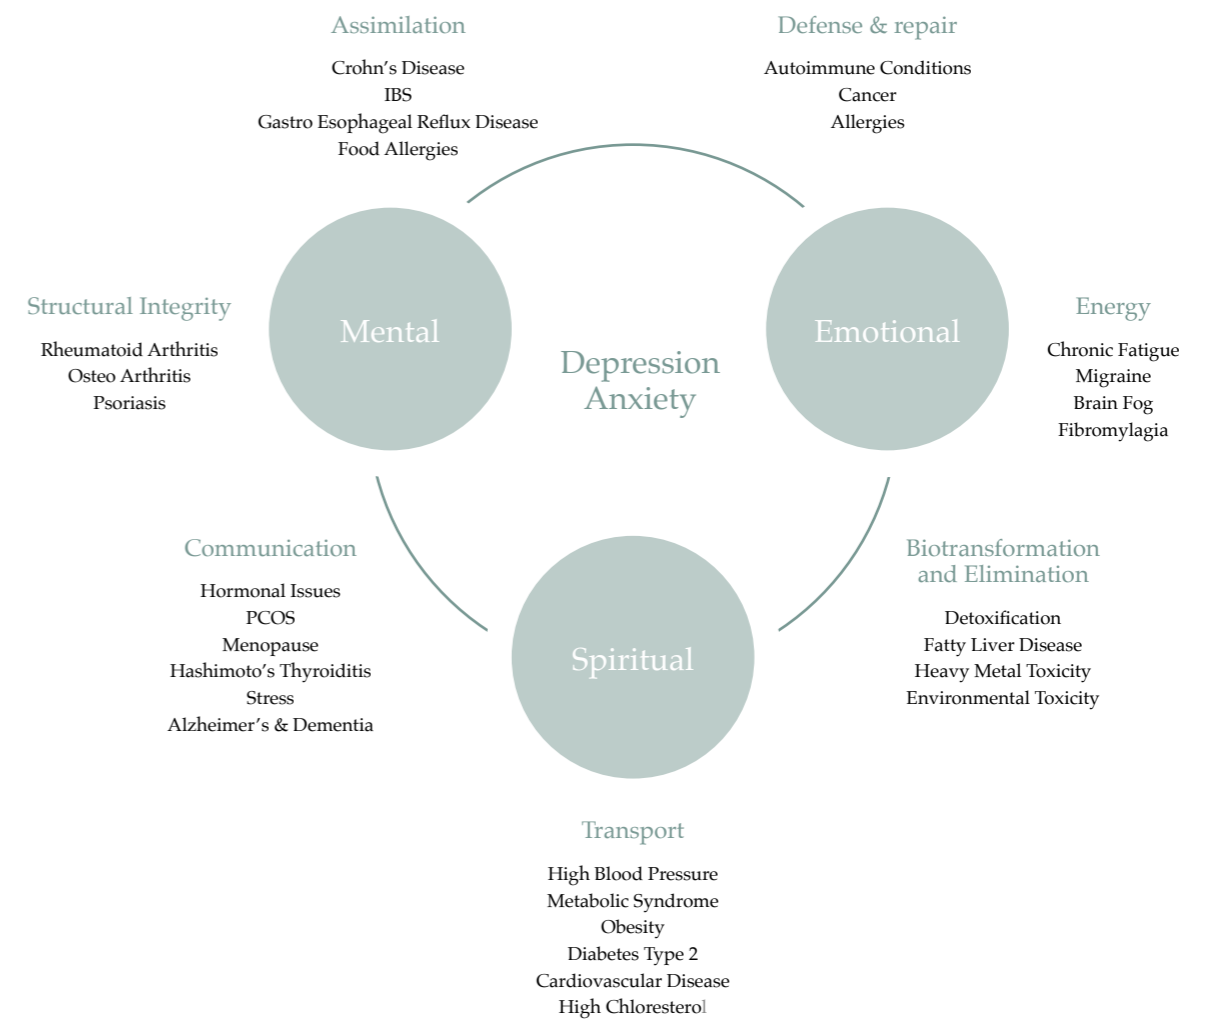 Assimilation
Crohn’s Disease
IBS
Gastro Esophageal Reflux Disease
Food Allergies
Defense & repair
Autoimmune Conditions
Cancer
Allergies
Structural Integrity
Rheumatoid Arthritis
Osteo Arthritis
Psoriasis
Mental
Depression
Anxiety
Emotional
Energy
Chronic Fatigue
Migraine
Brain Fog
Fibromylagia
Communication
Hormonal Issues
PCOS
Menopause
Hashimoto’s Thyroiditis
Stress
Alzheimer’s & Dementia
Spiritual
Biotransformation
and Elimination
Detoxification
Fatty Liver Disease
Heavy Metal Toxicity
Environmental Toxicity
Transport
High Blood Pressure
Metabolic Syndrome
Obesity
Diabetes Type 2
Cardiovascular Disease
High Chloresterol